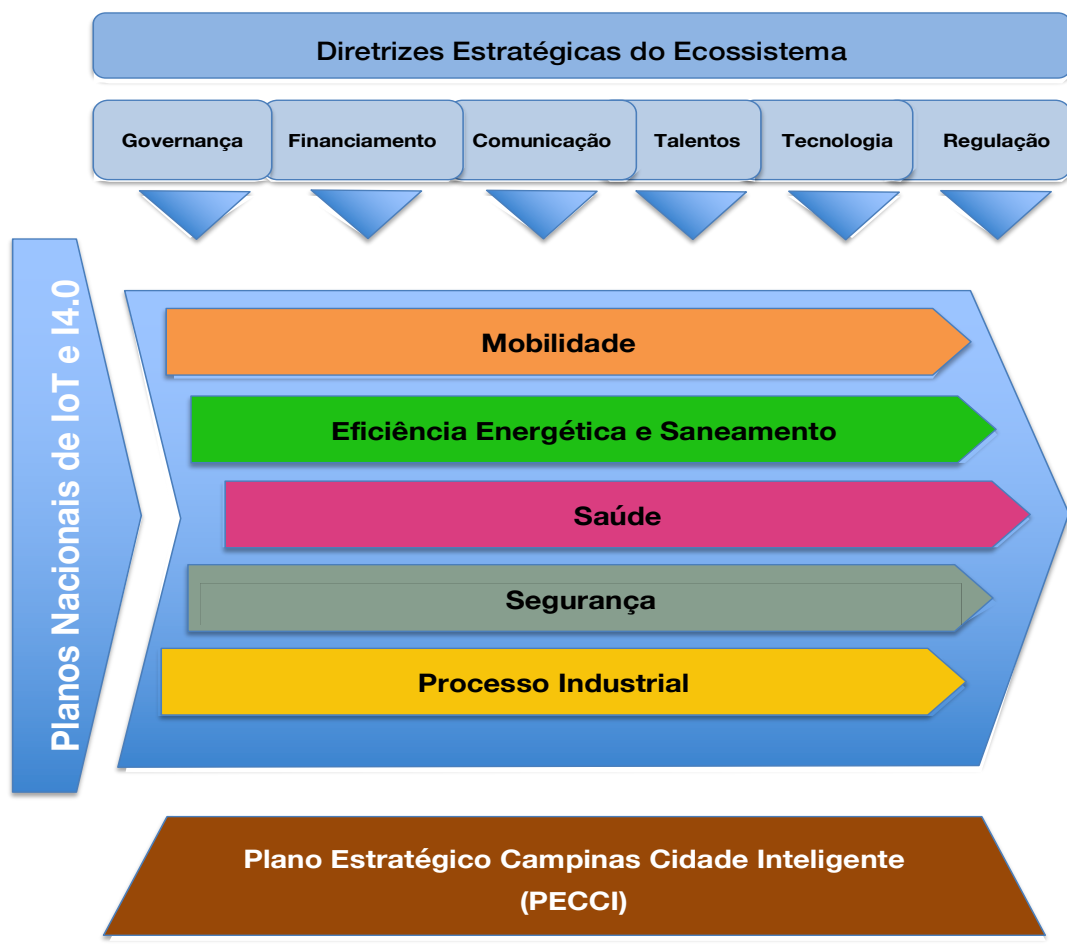 Diretrizes Estratégicas do Ecossistema
Governança
Financiamento
Comunicação
Talentos
Tecnologia
Regulação
Planos Nacionais de IoT e I4.0
Mobilidade
Eficiência Energética e Saneamento
Saúde
Segurança
Processo Industrial
Plano Estratégico Campinas Cidade Inteligente
(PECCI)